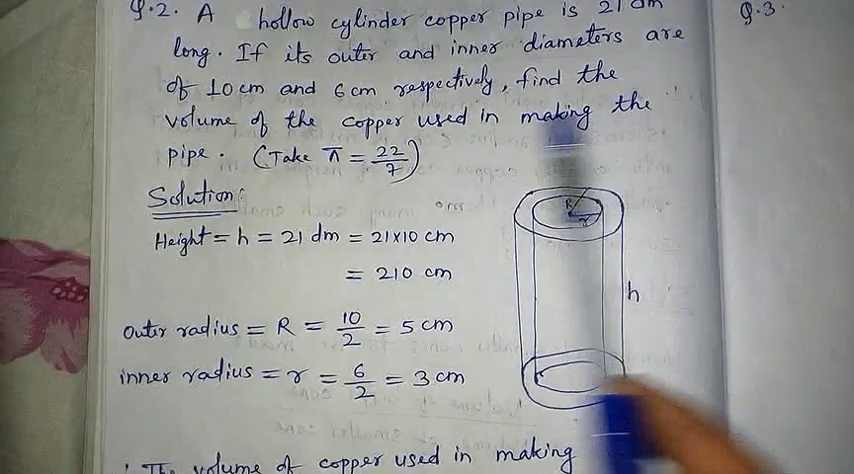 Q.2. A hollow cylinder copper pipe is 21 dm
long. If its outer and inner diameters are
of 10 cm and 6 cm respectively, find the
volume of the copper used in making the
pipe. (Take π = 22/7)
Solution:
Height = h = 21 dm = 21×10 cm
= 210 cm
outer radius = R = 10/2 = 5 cm
inner radius = r = 6/2 = 3 cm
The volume of copper used in making
R
r
h
Q.3.